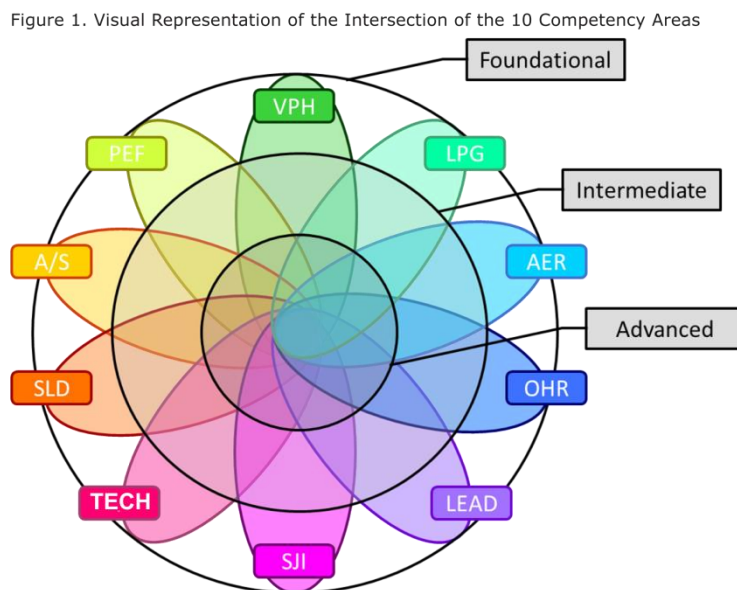 Figure 1. Visual Representation of the Intersection of the 10 Competency Areas
Foundational
VPH
PEF
LPG
Intermediate
A/S
AER
Advanced
SLD
OHR
TECH
LEAD
SJI